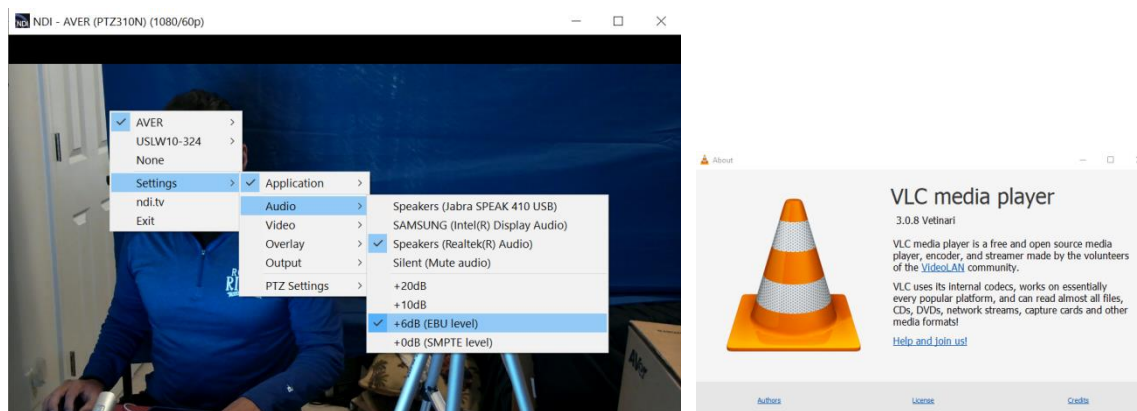 NDI - AVER (PTZ310N) (1080/60p)
AVER
USLW10-324
None
Settings
ndi.tv
Exit
Application
Audio
Video
Overlay
Output
PTZ Settings
Speakers (Jabra SPEAK 410 USB)
SAMSUNG (Intel(R) Display Audio)
Speakers (Realtek(R) Audio)
Silent (Mute audio)
+20dB
+10dB
+6dB (EBU level)
+0dB (SMPTE level)
About
VLC media player
3.0.8 Vetinari
VLC media player is a free and open source media
player, encoder, and streamer made by the volunteers
of the VideoLAN community.
VLC uses its internal codecs, works on essentially
every popular platform, and can read almost all files,
CDs, DVDs, network streams, capture cards and other
media formats!
Help and join us!
Authors
License
Credits